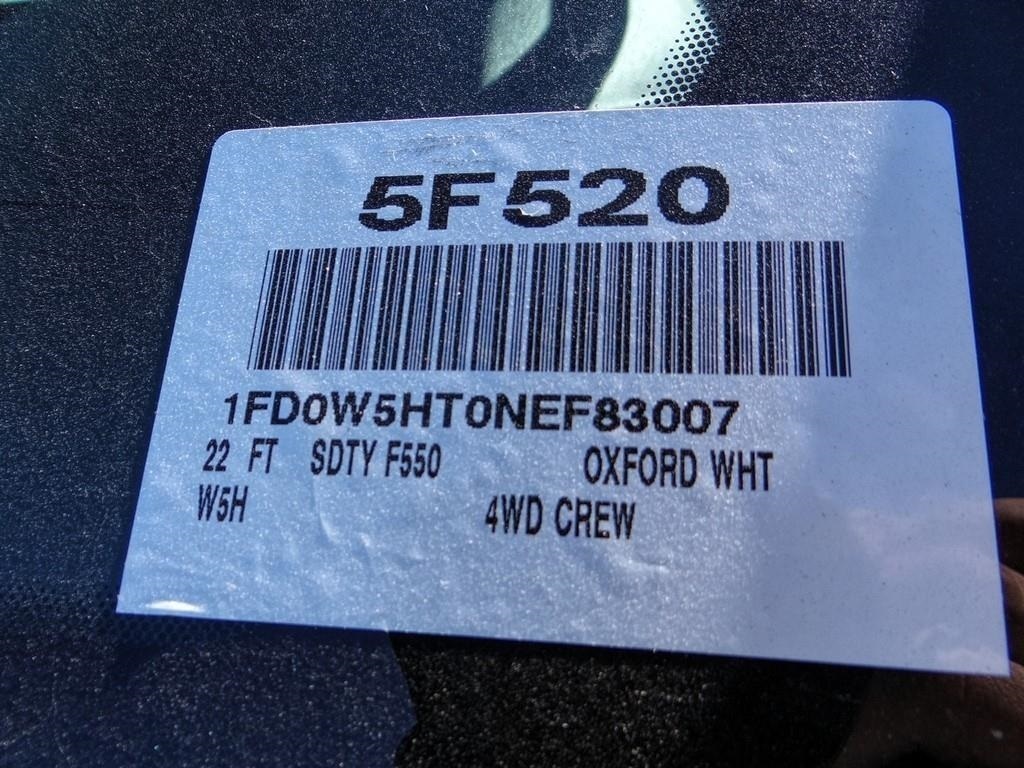 5F520
1FD0W5HT0NEF83007
22 FT SDTY F550 OXFORD WHT
W5H 4WD CREW